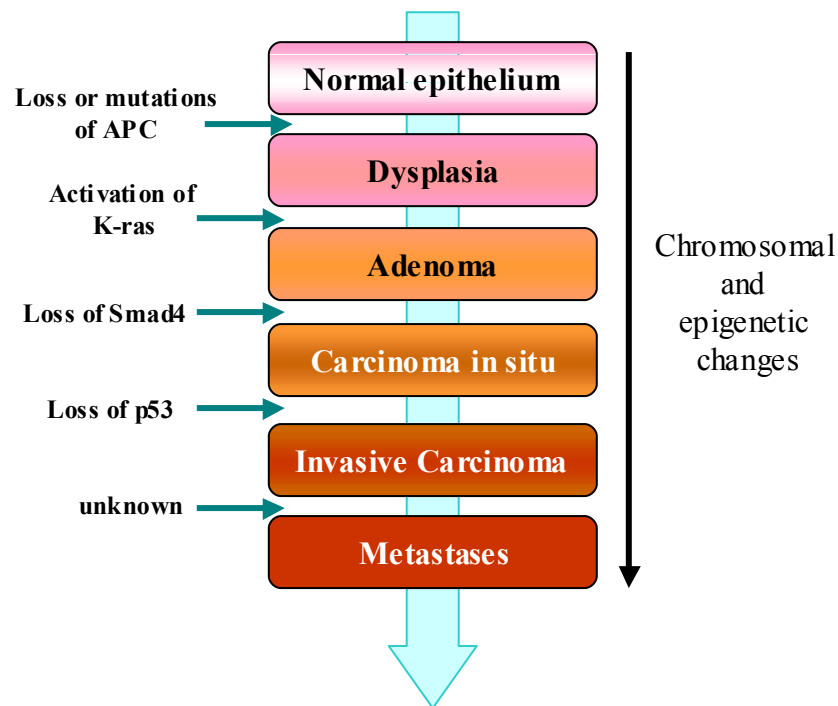 Normal epithelium
Loss or mutations
of APC
Dysplasia
Activation of
K-ras
Adenoma
Loss of Smad4
Carcinoma in situ
Loss of p53
Invasive Carcinoma
unknown
Metastases
Chromosomal
and
epigenetic
changes